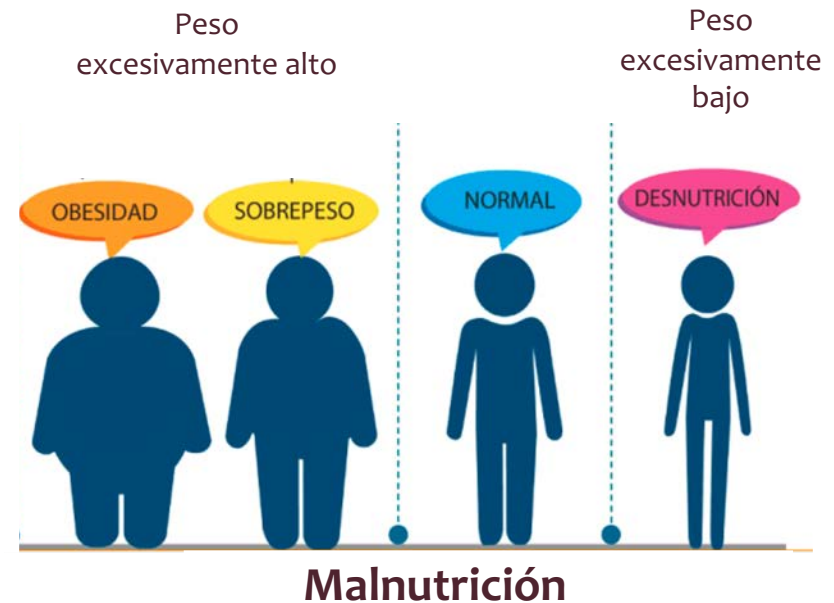 Peso
excesivamente alto
Peso
excesivamente
bajo
OBESIDAD
SOBREPESO
NORMAL
DESNUTRICIÓN
Malnutrición